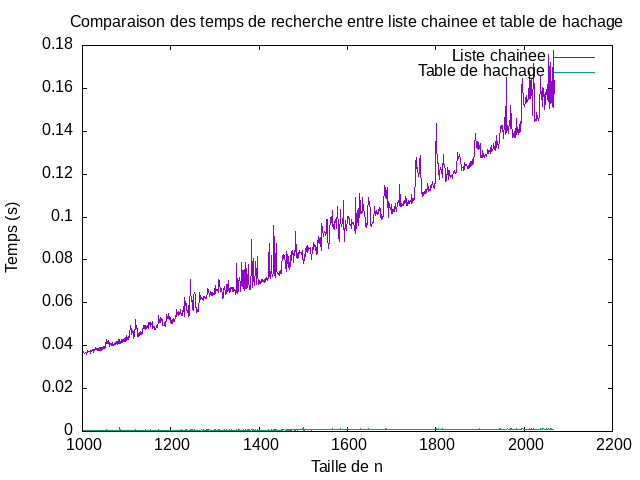 Comparaison des temps de recherche entre liste chainee et table de hachage
0.18
Liste chainee
Table de hachage
0.16
0.14
0.12
0.1
0.08
0.06
0.04
0.02
0
Temps (s)
1000 1200 1400 1600 1800 2000 2200
Taille de n